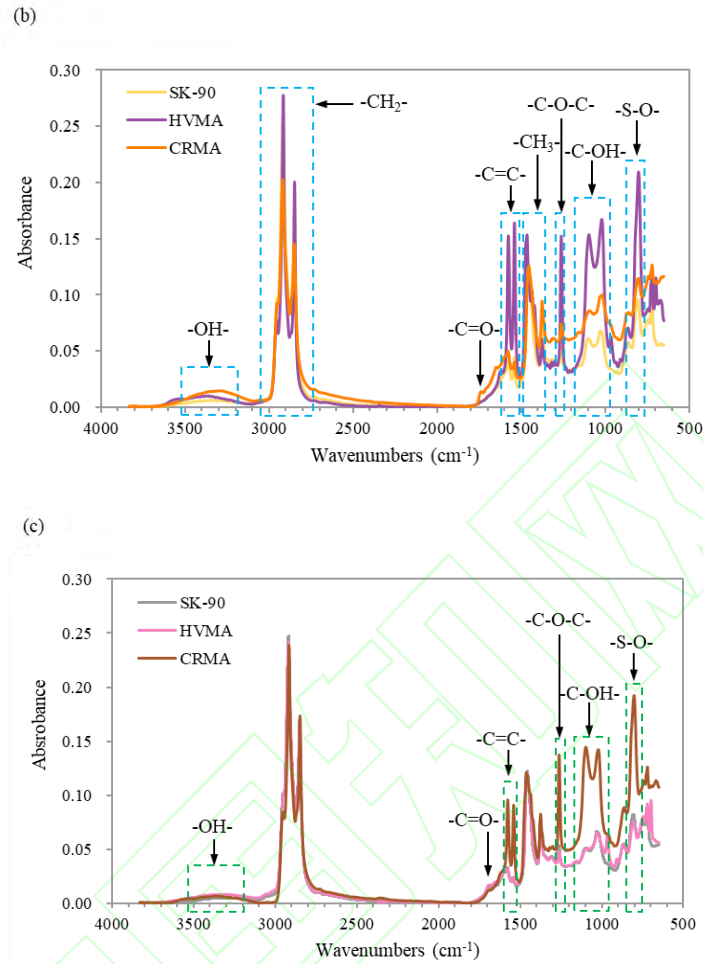 (b)
0.30
0.25
0.20
0.15
0.10
0.05
0.00
Absorbance
SK-90
HVMA
CRMA
-CH₂-
-C-O-C-
-S-O-
-CH₃-
-C-OH-
-C=C-
-OH-
-C=O-
4000 3500 3000 2500 2000 1500 1000 500
Wavenumbers (cm⁻¹)
(c)
0.30
0.25
0.20
0.15
0.10
0.05
0.00
Absrobance
SK-90
HVMA
CRMA
-C-O-C-
-S-O-
-C-OH-
-C=C-
-C=O-
-OH-
4000 3500 3000 2500 2000 1500 1000 500
Wavenumbers (cm⁻¹)